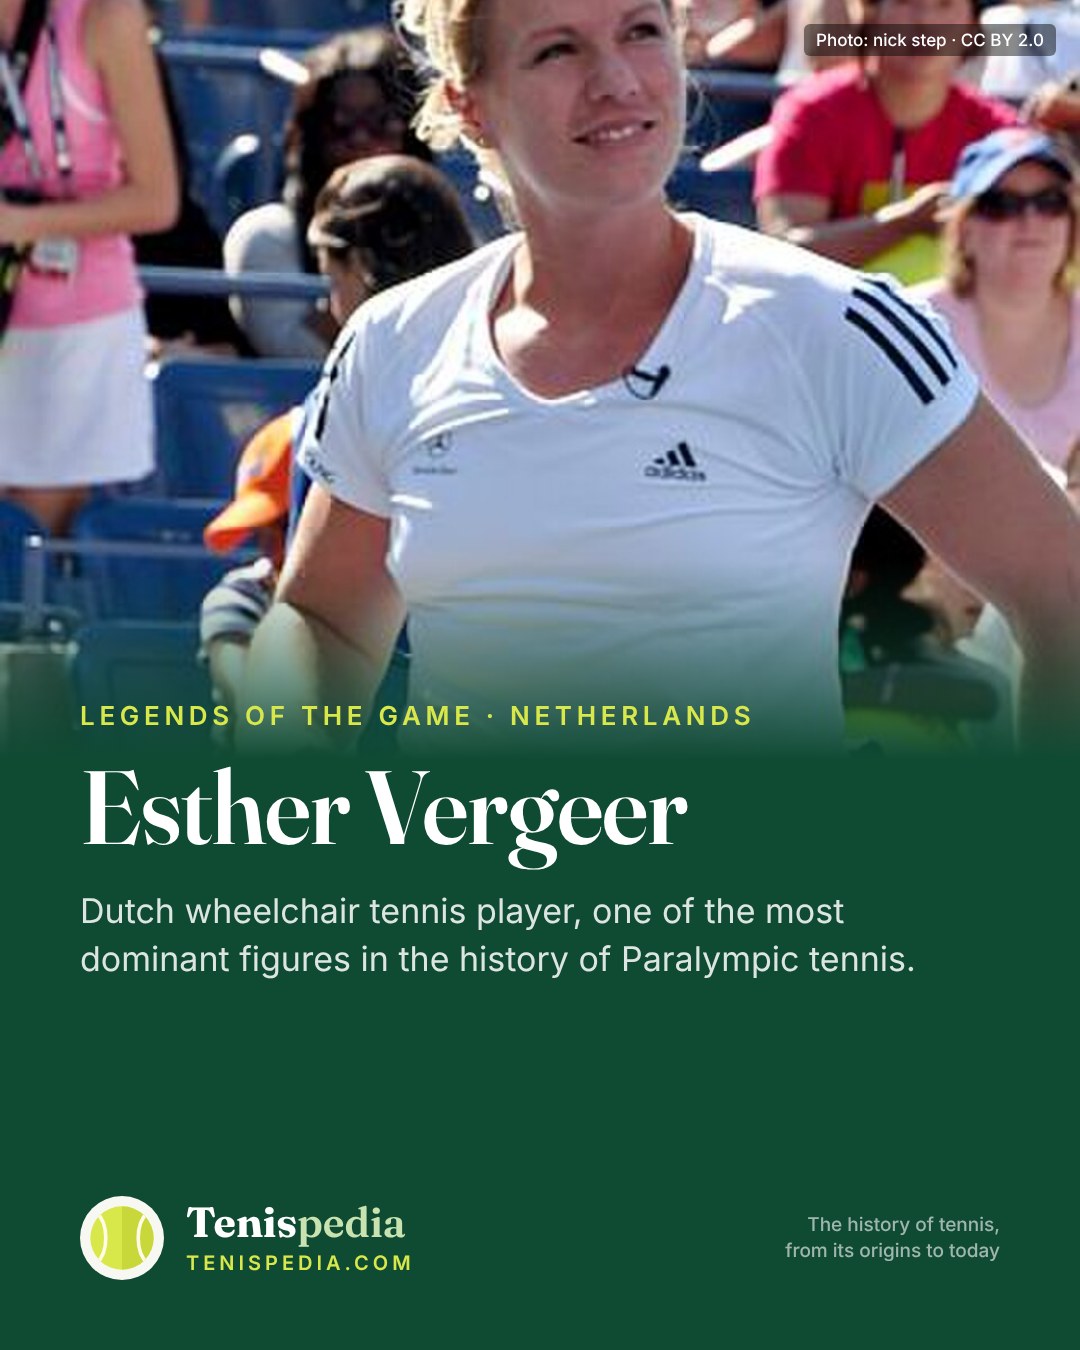 Photo: nick step · CC BY 2.0
adidas
LEGENDS OF THE GAME · NETHERLANDS
Esther Vergeer
Dutch wheelchair tennis player, one of the most
dominant figures in the history of Paralympic tennis.
Tenispedia
TENISPEDIA.COM
The history of tennis,
from its origins to today